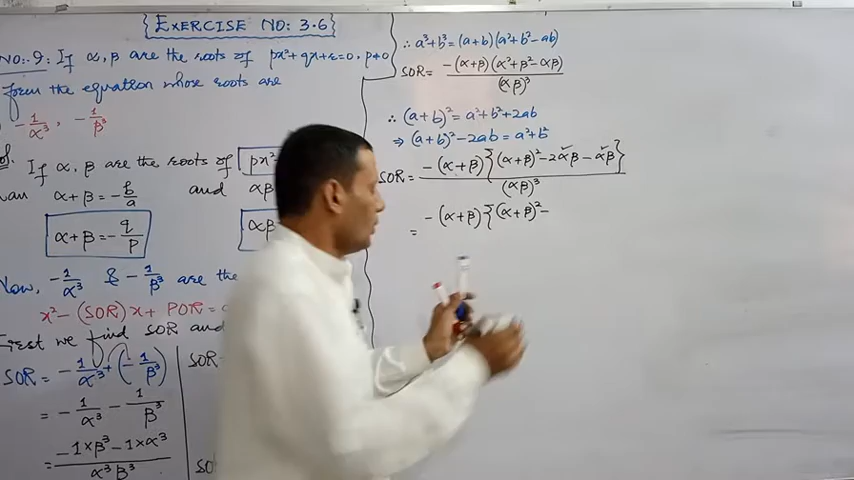 EXERCISE NO: 3.6
NO:-9: If α,β are the roots of px²+qx+r=0, p≠0
form the equation whose roots are
-1/α³, -1/β³
If α,β are the roots of px²
α+β = -b/a and αβ
α+β = -q/p αβ
Now, -1/α³ & -1/β³ are the
x² - (SOR)x + POR =
First we find SOR and
SOR = -1/α³ + (-1/β³)
= -1/α³ - 1/β³
= (-1×β³ - 1×α³)/(α³β³)
SOR=
∴ a³+b³ = (a+b)(a²+b²-ab)
SOR = -(α+β)(α²+β²-αβ)/(αβ)³
∴ (a+b)² = a²+b²+2ab
⇒ (a+b)²-2ab = a²+b²
SOR = -(α+β){(α+β)²-2αβ-αβ}/(αβ)³
= -(α+β){(α+β)²-